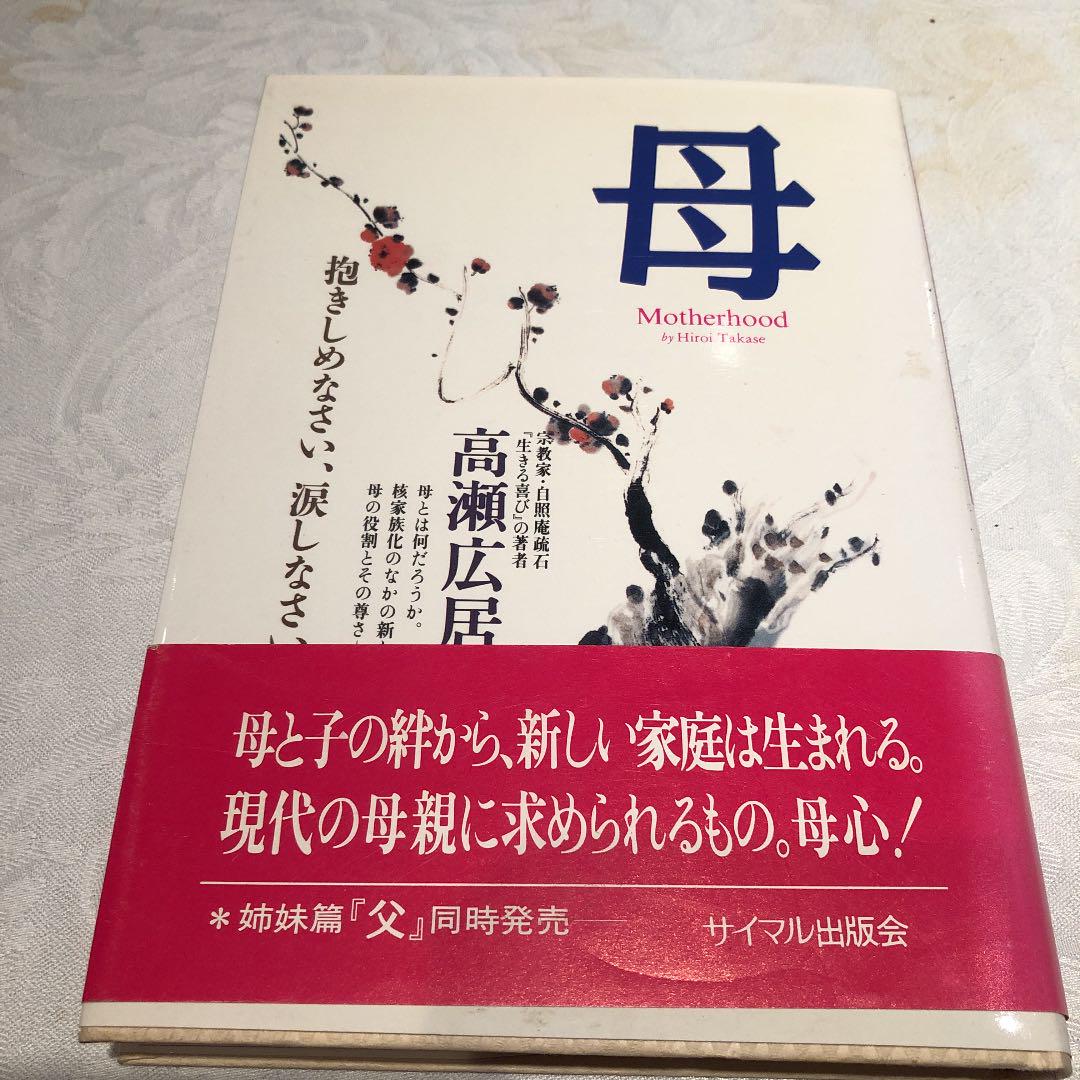 母
Motherhood
by Hiroi Takase
宗教家・白照庵疏石
『生きる喜び』の著者
高瀬広居
母とは何だろうか。
核家族化のなかの新
母の役割とその尊さ
抱きしめなさい、涙しなさい
母と子の絆から、新しい家庭は生まれる。
現代の母親に求められるもの。母心!
*姉妹篇『父』同時発売──
サイマル出版会